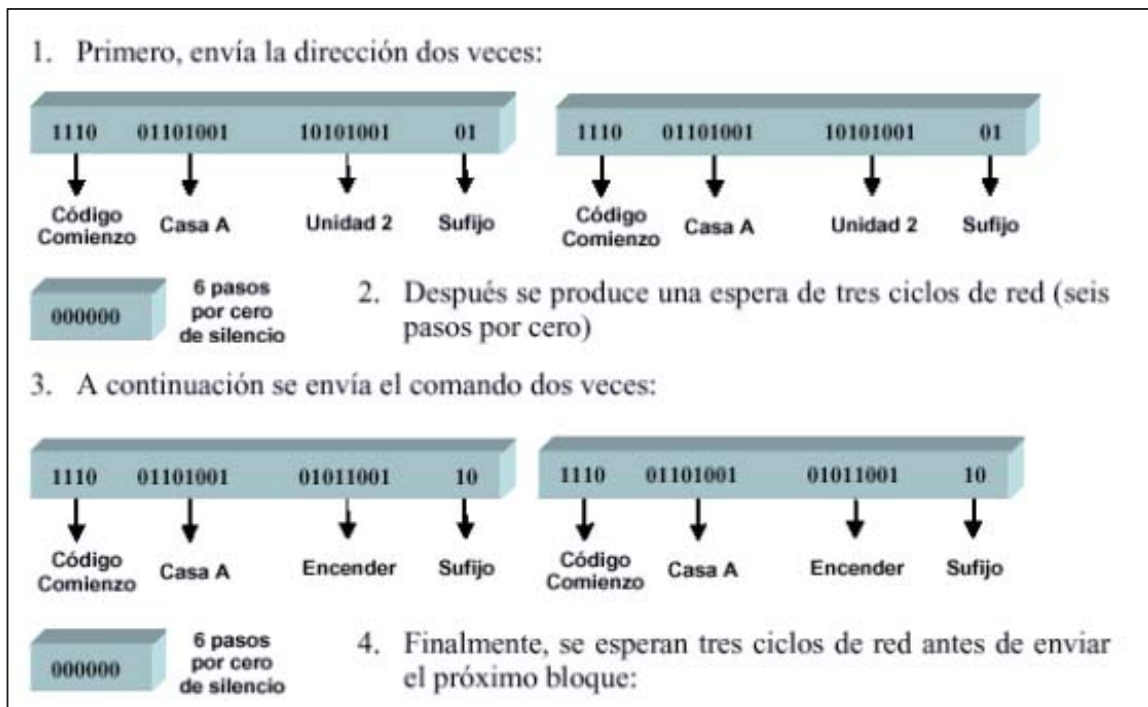 1. Primero, envía la dirección dos veces:
1110 01101001 10101001 01
Código Comienzo Casa A Unidad 2 Sufijo
1110 01101001 10101001 01
Código Comienzo Casa A Unidad 2 Sufijo
000000
6 pasos
por cero
de silencio
2. Después se produce una espera de tres ciclos de red (seis
pasos por cero)
3. A continuación se envía el comando dos veces:
1110 01101001 01011001 10
Código Comienzo Casa A Encender Sufijo
1110 01101001 01011001 10
Código Comienzo Casa A Encender Sufijo
000000
6 pasos
por cero
de silencio
4. Finalmente, se esperan tres ciclos de red antes de enviar
el próximo bloque: